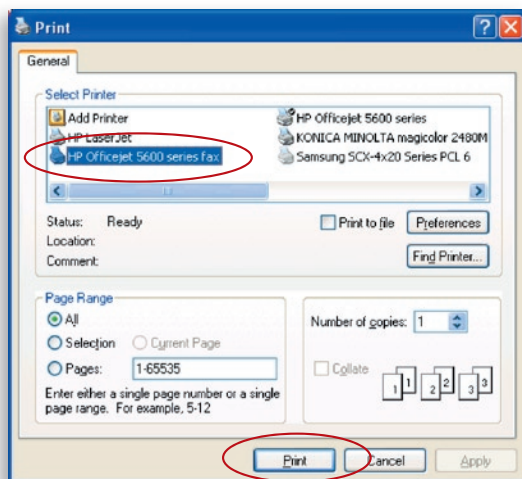 Print
General
Select Printer
Add Printer
HP LaserJet
HP Officejet 5600 series fax
HP Officejet 5600 series
KONICA MINOLTA magicolor 2480M
Samsung SCX-4x20 Series PCL 6
Status: Ready
Location:
Comment:
Print to file
Preferences
Find Printer...
Page Range
All
Selection Current Page
Pages: 1-65535
Enter either a single page number or a single
page range. For example, 5-12
Number of copies: 1
Collate
1 1 2 2 3 3
Print Cancel Apply